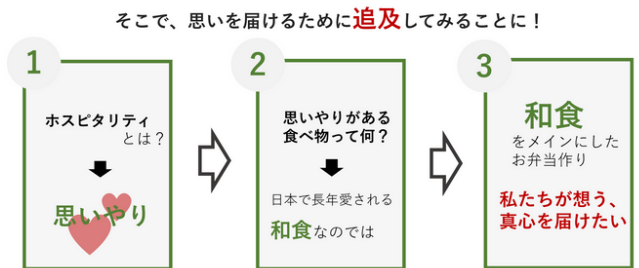 そこで、思いを届けるために追及してみることに！
1
ホスピタリティ
とは？
思いやり
2
思いやりがある
食べ物って何？
日本で長年愛される
和食なのでは
3
和食
をメインにした
お弁当作り
私たちが想う、
真心を届けたい